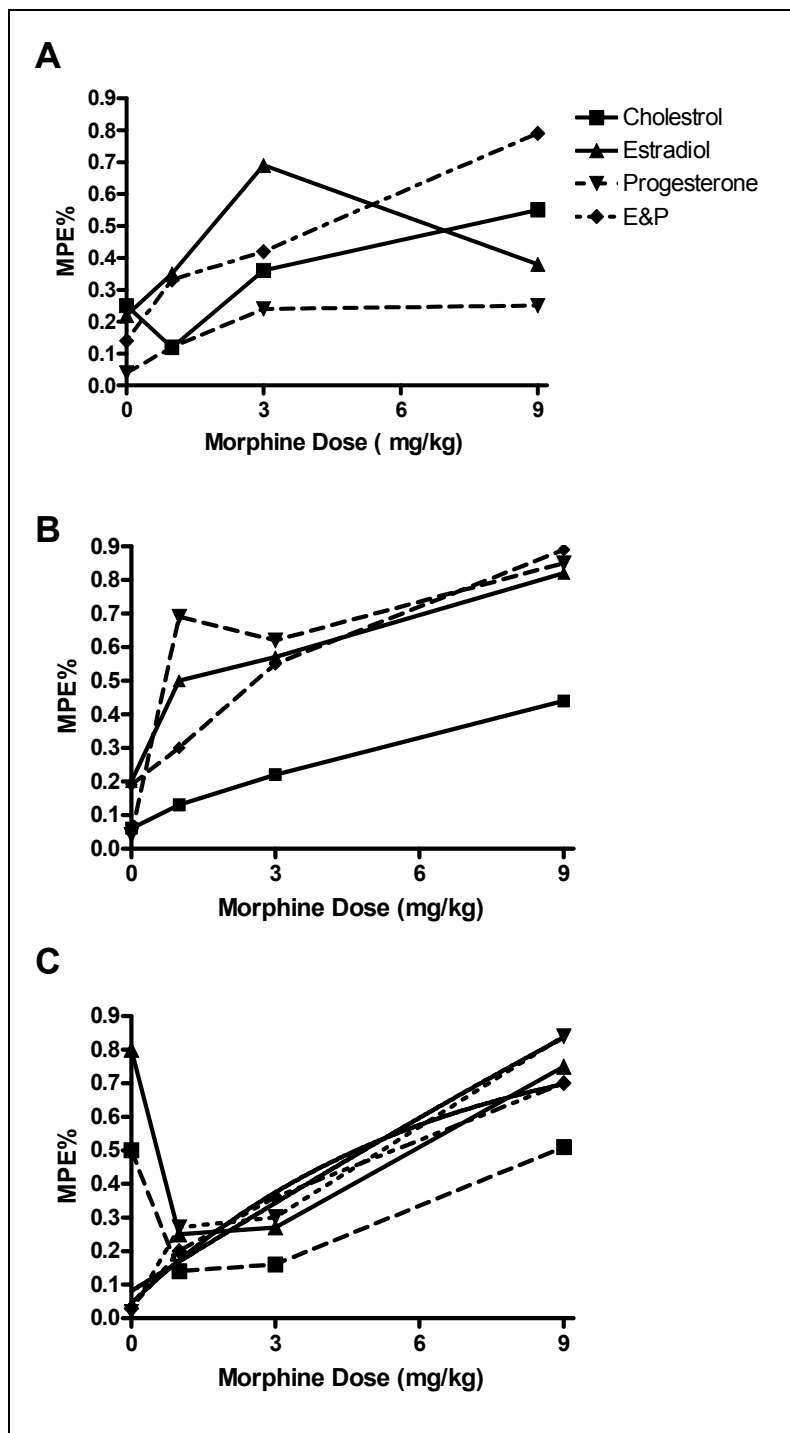 A
0.9
0.8
0.7
0.6
0.5
0.4
0.3
0.2
0.1
0.0
MPE%
0 3 6 9
Morphine Dose ( mg/kg)
Cholestrol
Estradiol
Progesterone
E&P
B
0.9
0.8
0.7
0.6
0.5
0.4
0.3
0.2
0.1
0.0
MPE%
0 3 6 9
Morphine Dose (mg/kg)
C
0.9
0.8
0.7
0.6
0.5
0.4
0.3
0.2
0.1
0.0
MPE%
0 3 6 9
Morphine Dose (mg/kg)